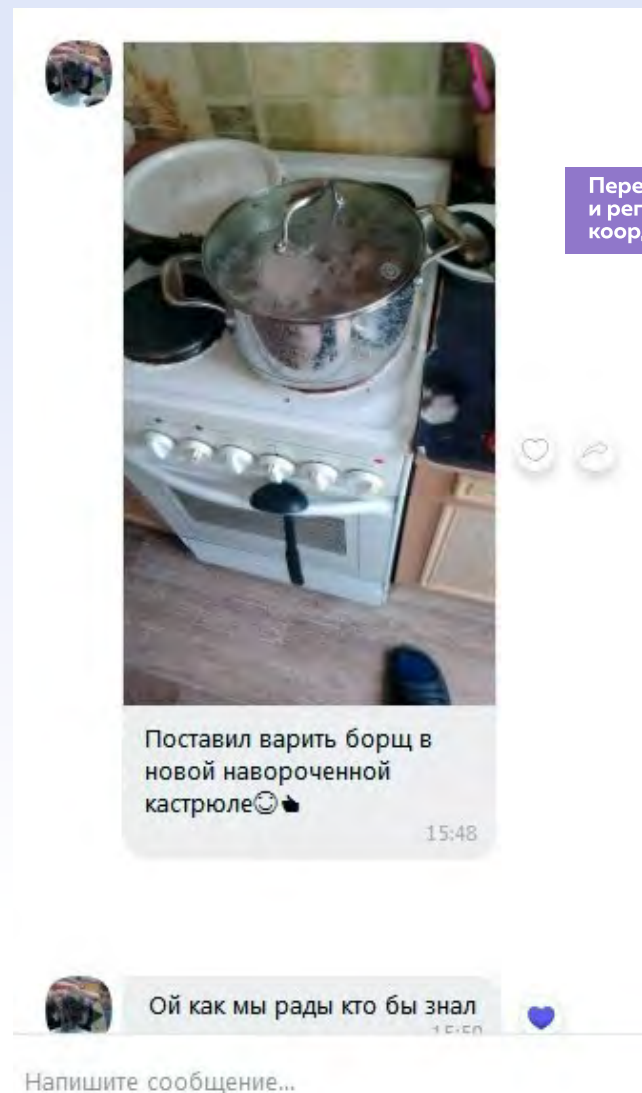 Поставил варить борщ в
новой навороченной
кастрюле
15:48
Ой как мы рады кто бы знал
Напишите сообщение...